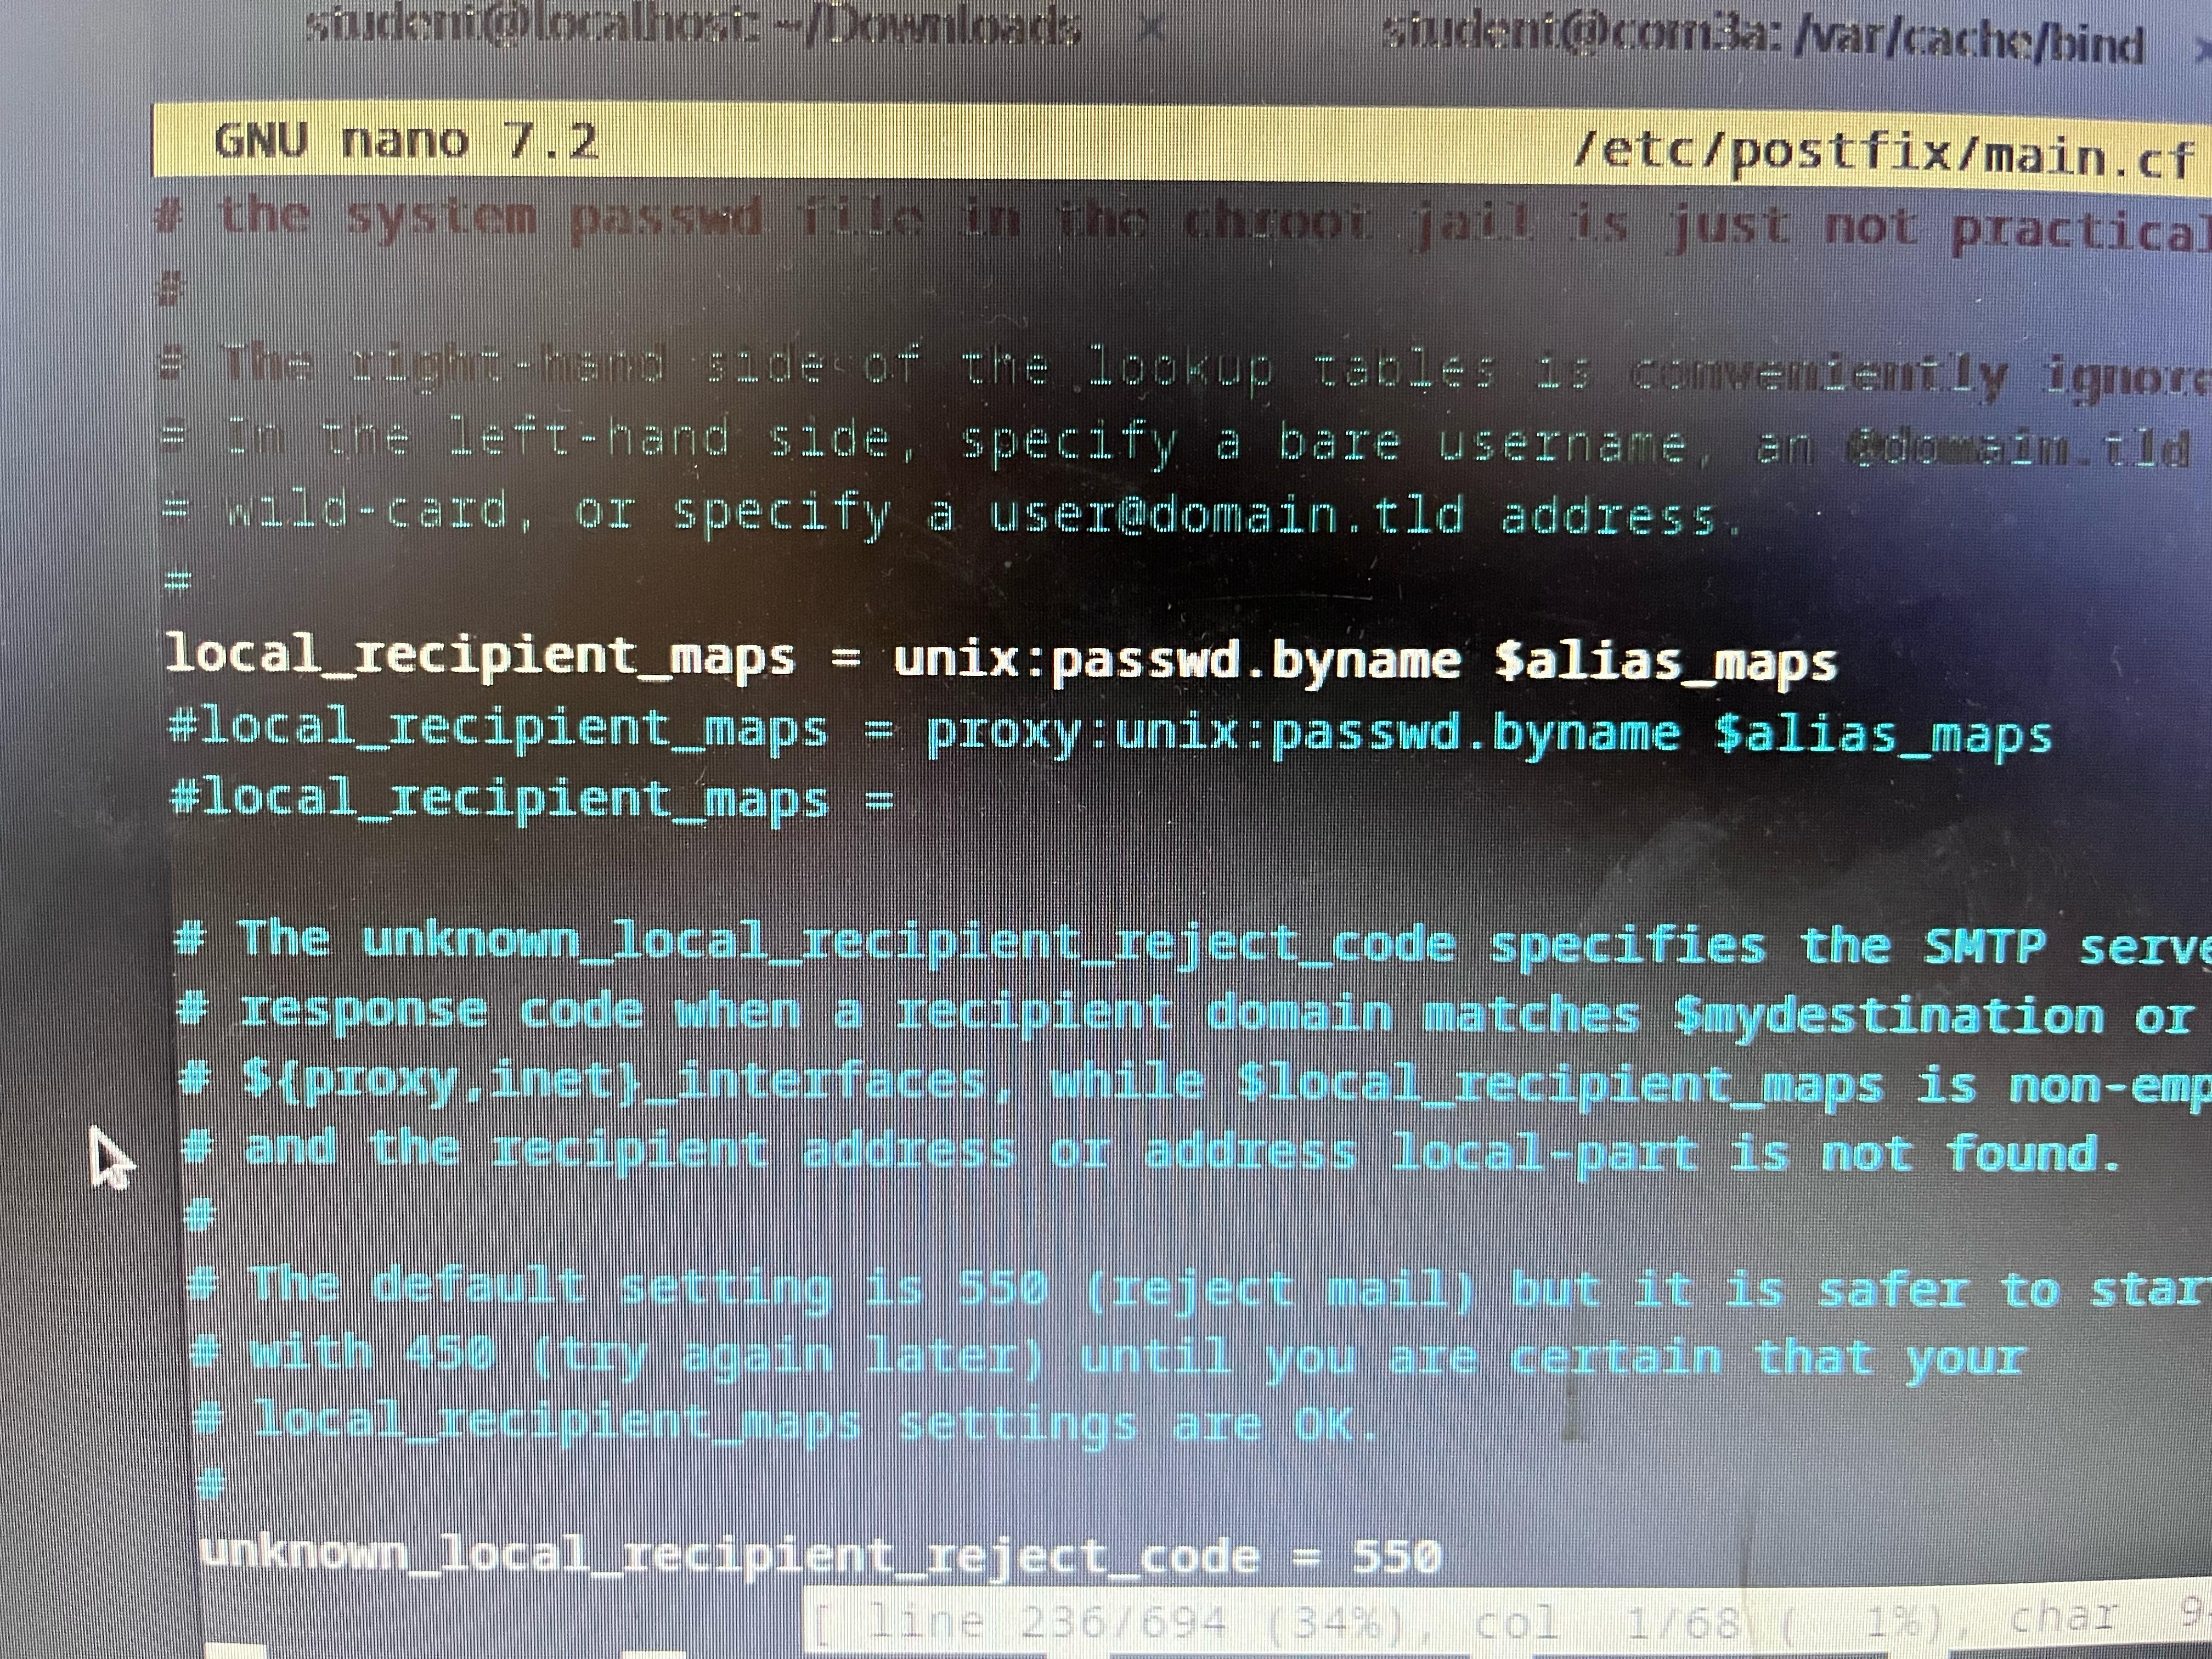 student@localhost: ~/Downloads × student@com3a: /var/cache/bind
GNU nano 7.2 /etc/postfix/main.cf
# the system passwd file in the chroot jail is just not practical
#
# The right-hand side of the lookup tables is conveniently ignore
# In the left-hand side, specify a bare username, an @domain.tld
# wild-card, or specify a user@domain.tld address.
#
local_recipient_maps = unix:passwd.byname $alias_maps
#local_recipient_maps = proxy:unix:passwd.byname $alias_maps
#local_recipient_maps =
# The unknown_local_recipient_reject_code specifies the SMTP serve
# response code when a recipient domain matches $mydestination or
# ${proxy,inet}_interfaces, while $local_recipient_maps is non-emp
# and the recipient address or address local-part is not found.
#
# The default setting is 550 (reject mail) but it is safer to star
# with 450 (try again later) until you are certain that your
# local_recipient_maps settings are OK.
#
unknown_local_recipient_reject_code = 550
[ line 236/694 (34%), col 1/68 ( 1%), char 9